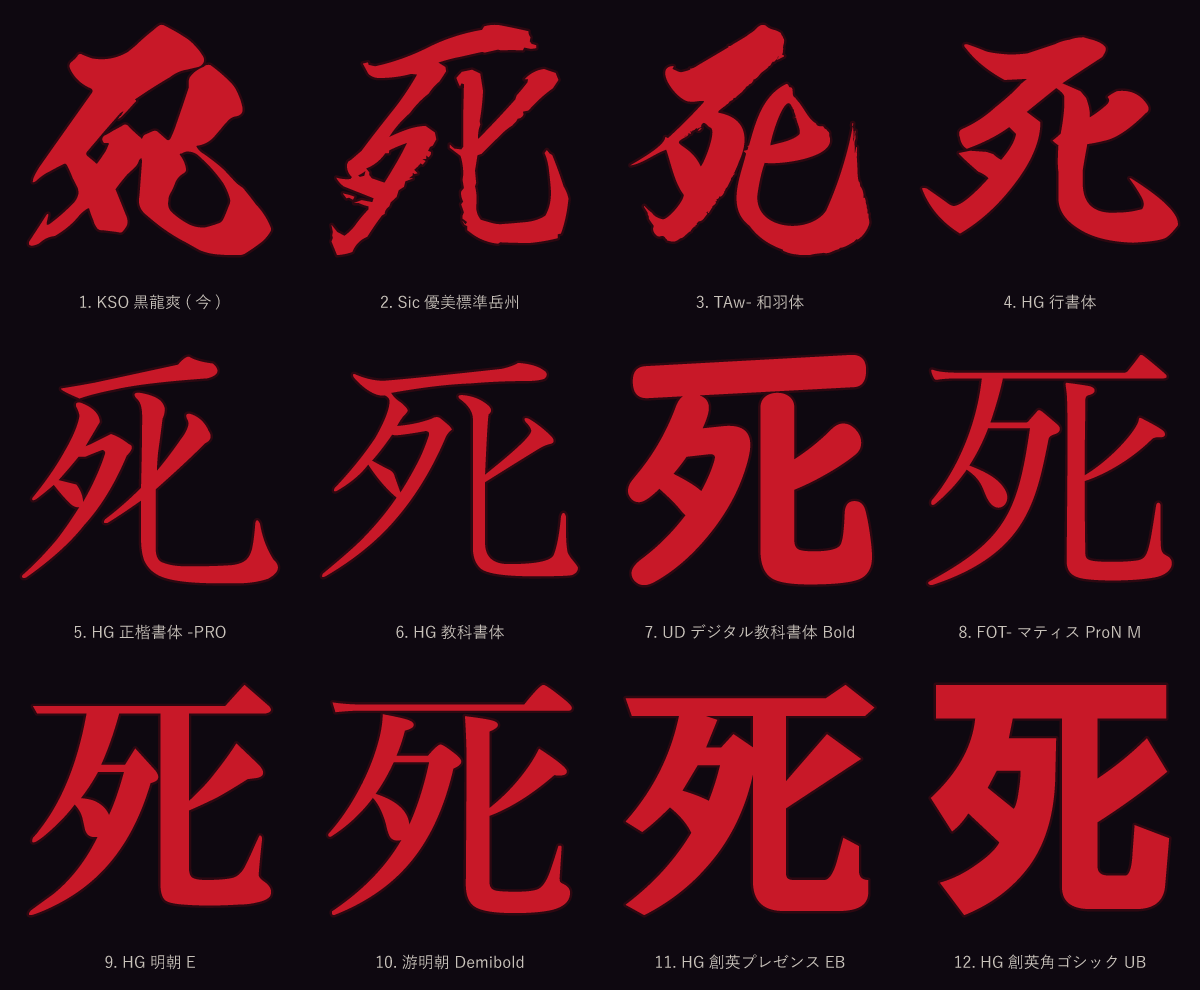 死 死 死 死
1. KSO 黒龍爽 ( 今 ) 2. Sic 優美標準岳州 3. TAw- 和羽体 4. HG 行書体
死 死 死 死
5. HG 正楷書体 -PRO 6. HG 教科書体 7. UD デジタル教科書体 Bold 8. FOT- マティス ProN M
死 死 死 死
9. HG 明朝 E 10. 游明朝 Demibold 11. HG 創英プレゼンス EB 12. HG 創英角ゴシック UB